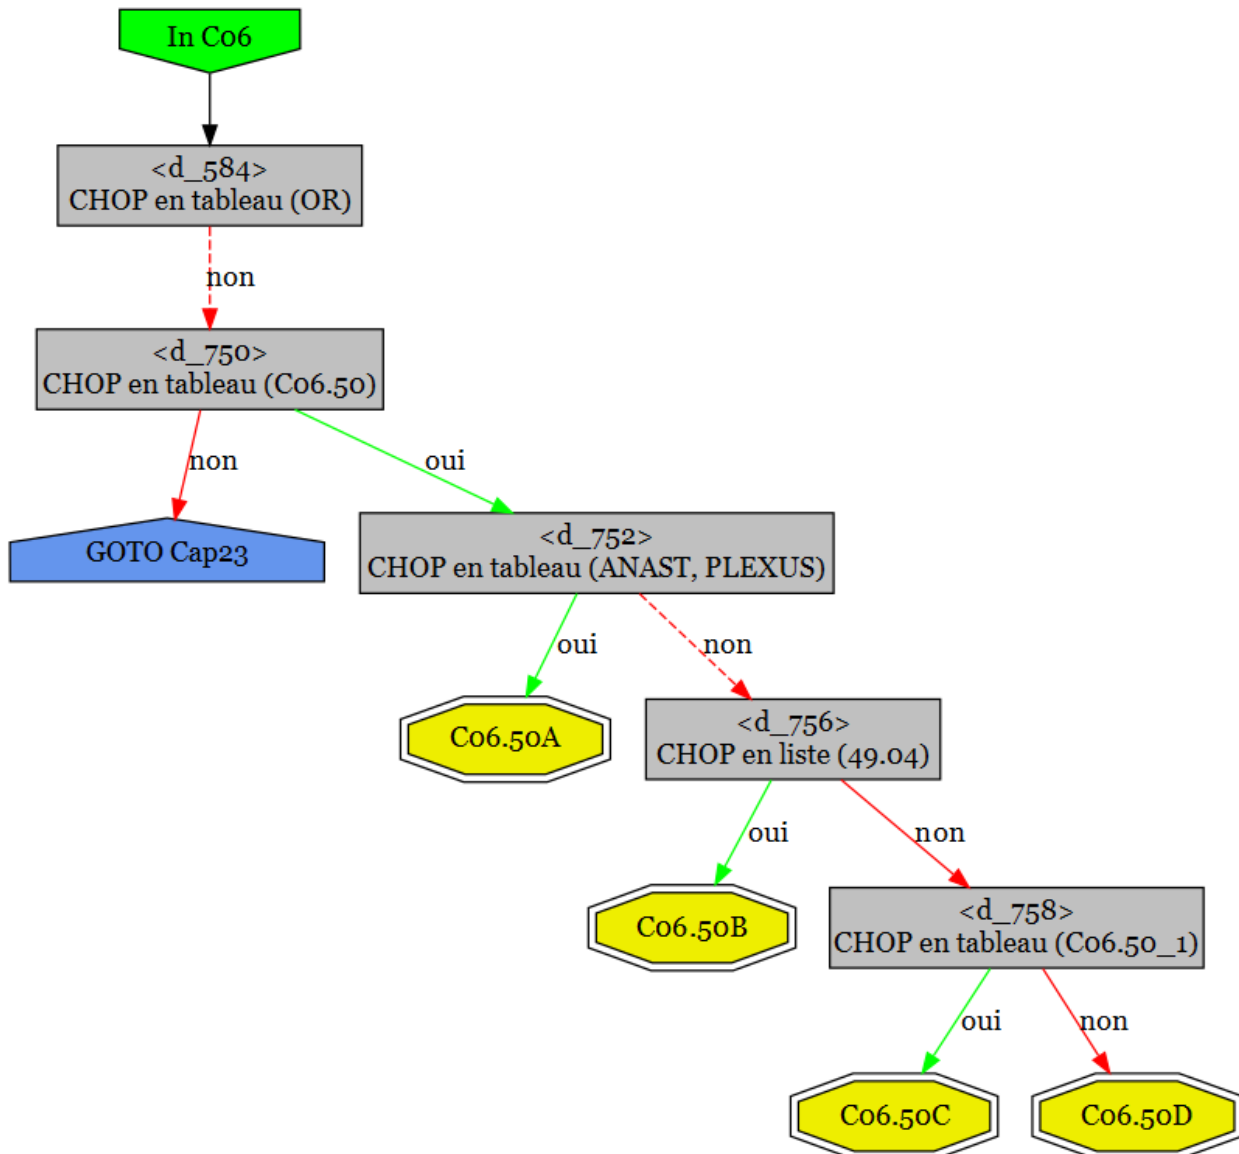 In C06
<d_584>
CHOP en tableau (OR)
non
<d_750>
CHOP en tableau (C06.50)
non
oui
GOTO Cap23
<d_752>
CHOP en tableau (ANAST, PLEXUS)
oui
non
C06.50A
<d_756>
CHOP en liste (49.04)
oui
non
C06.50B
<d_758>
CHOP en tableau (C06.50_1)
oui
non
C06.50C
C06.50D